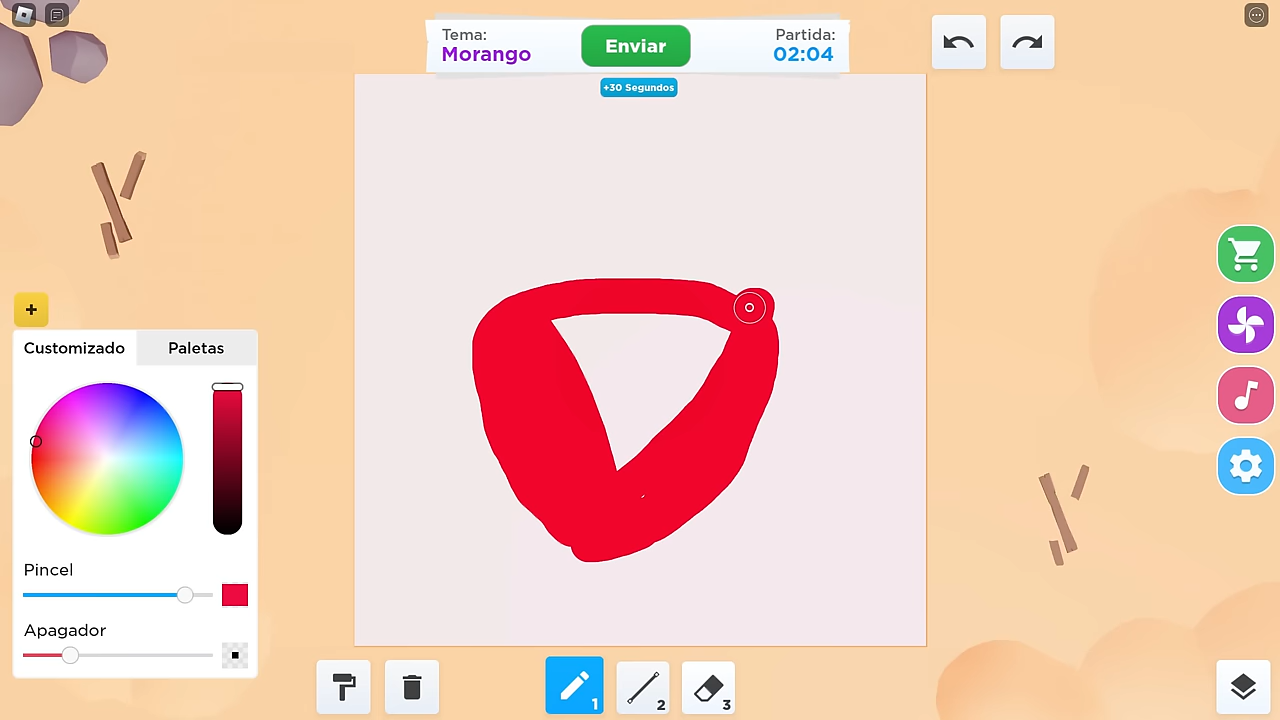 Tema:
Morango
Enviar
Partida:
02:04
+30 Segundos
+
Customizado
Paletas
Pincel
Apagador
1
2
3